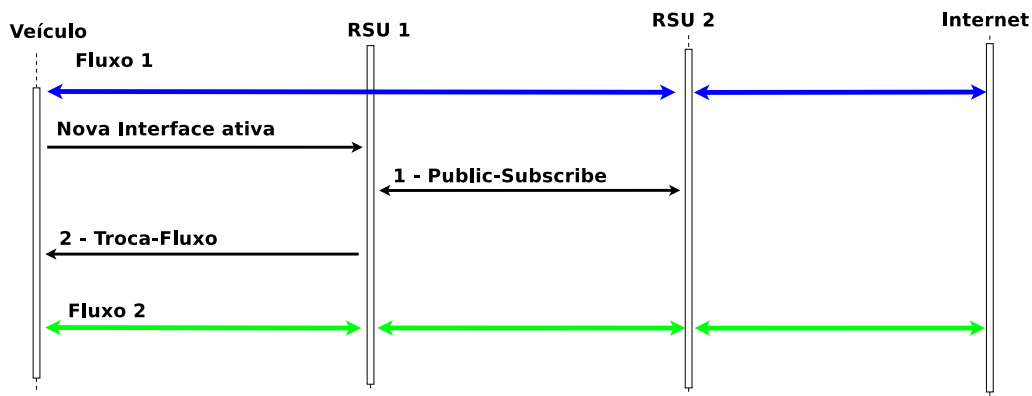 Veículo
RSU 1
RSU 2
Internet
Fluxo 1
Nova Interface ativa
1 - Public-Subscribe
2 - Troca-Fluxo
Fluxo 2